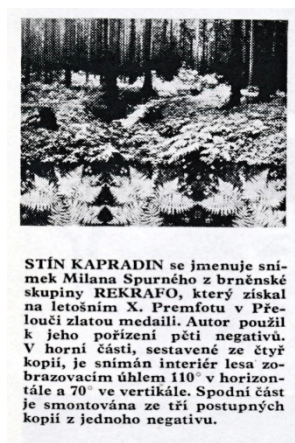 STÍN KAPRADIN se jmenuje sní-
mek Milana Spurného z brněnské
skupiny REKRAFO, který získal
na letošním X. Premfotu v Pře-
louči zlatou medaili. Autor použil
k jeho pořízení pěti negativů.
V horní části, sestavené ze čtyř
kopií, je snímán interiér lesa zo-
brazovacím úhlem 110° v horizon-
tále a 70° ve vertikále. Spodní část
je smontována ze tří postupných
kopií z jednoho negativu.